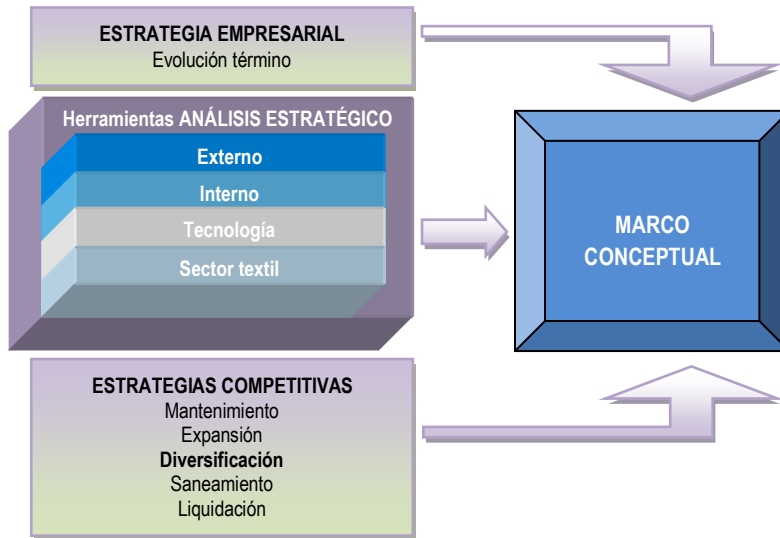 ESTRATEGIA EMPRESARIAL
Evolución término
Herramientas ANÁLISIS ESTRATÉGICO
Externo
Interno
Tecnología
Sector textil
MARCO
CONCEPTUAL
ESTRATEGIAS COMPETITIVAS
Mantenimiento
Expansión
Diversificación
Saneamiento
Liquidación